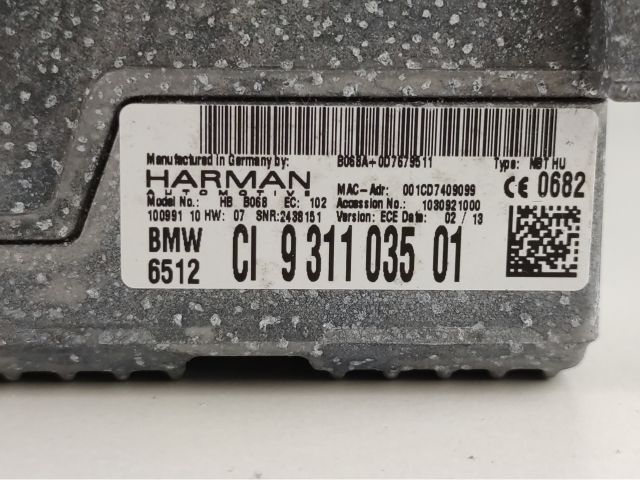 Manufactured in Germany by: B068A+0D7679511 Type: NBT HU
HARMAN
AUTOMOTIVE
MAC-Adr: 001CD7409099
CE 0682
Model No.: HB B068 EC: 102 Accession No.: 1030921000
100991 10 HW: 07 SNR:2438151 Version: ECE Date: 02 / 13
BMW
6512
CI 9 311 035 01